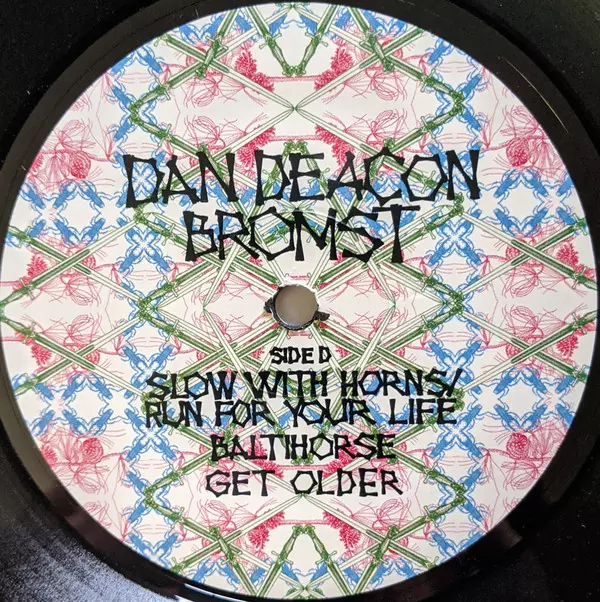 DAN DEACON
BROMST
SIDE D
SLOW WITH HORNS/
RUN FOR YOUR LIFE
BALTIHORSE
GET OLDER